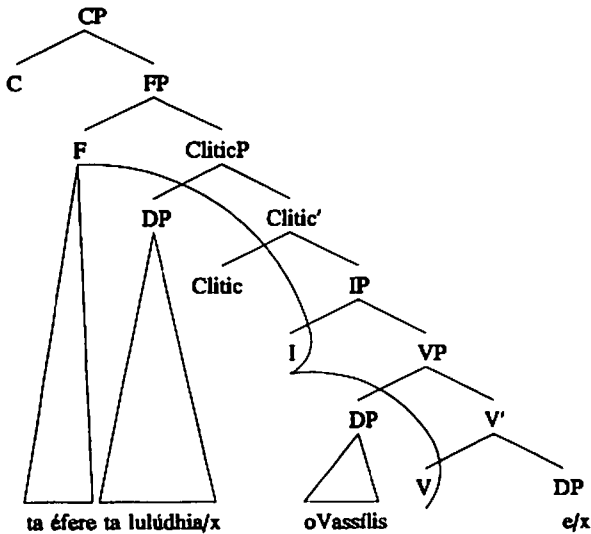 CP
C FP
F CliticP
DP Clitic′
Clitic IP
I VP
DP V′
V DP
ta éfere ta lulúdhia/x oVassílis e/x